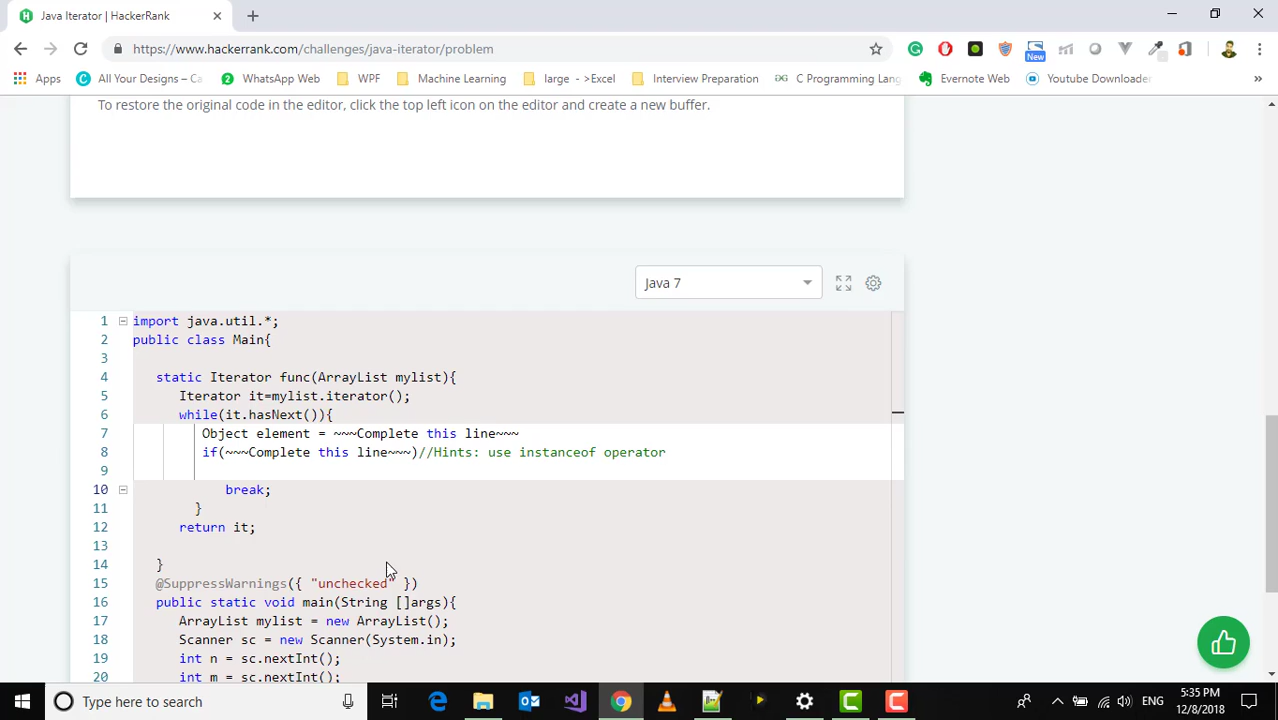 Java Iterator | HackerRank
https://www.hackerrank.com/challenges/java-iterator/problem
New
Apps
All Your Designs – Ca
2
WhatsApp Web
WPF
Machine Learning
large ->Excel
Interview Preparation
C Programming Lang
Evernote Web
Youtube Downloader
»
To restore the original code in the editor, click the top left icon on the editor and create a new buffer.
Java 7
1 import java.util.*;
2 public class Main{
3
4 static Iterator func(ArrayList mylist){
5 Iterator it=mylist.iterator();
6 while(it.hasNext()){
7 Object element = ~~~Complete this line~~~
8 if(~~~Complete this line~~~)//Hints: use instanceof operator
9
10 break;
11 }
12 return it;
13
14 }
15 @SuppressWarnings({ "unchecked" })
16 public static void main(String []args){
17 ArrayList mylist = new ArrayList();
18 Scanner sc = new Scanner(System.in);
19 int n = sc.nextInt();
20 int m = sc.nextInt();
Type here to search
ENG
5:35 PM
12/8/2018